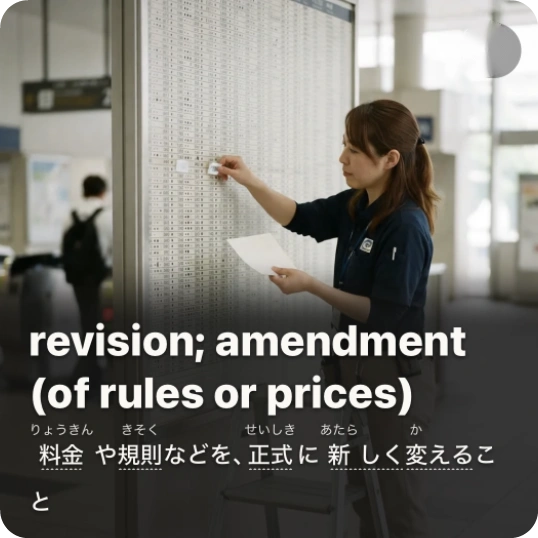 revision; amendment
(of rules or prices)
りょうきん きそく せいしき あたら か
料金や規則などを、正式に新しく変えるこ
と